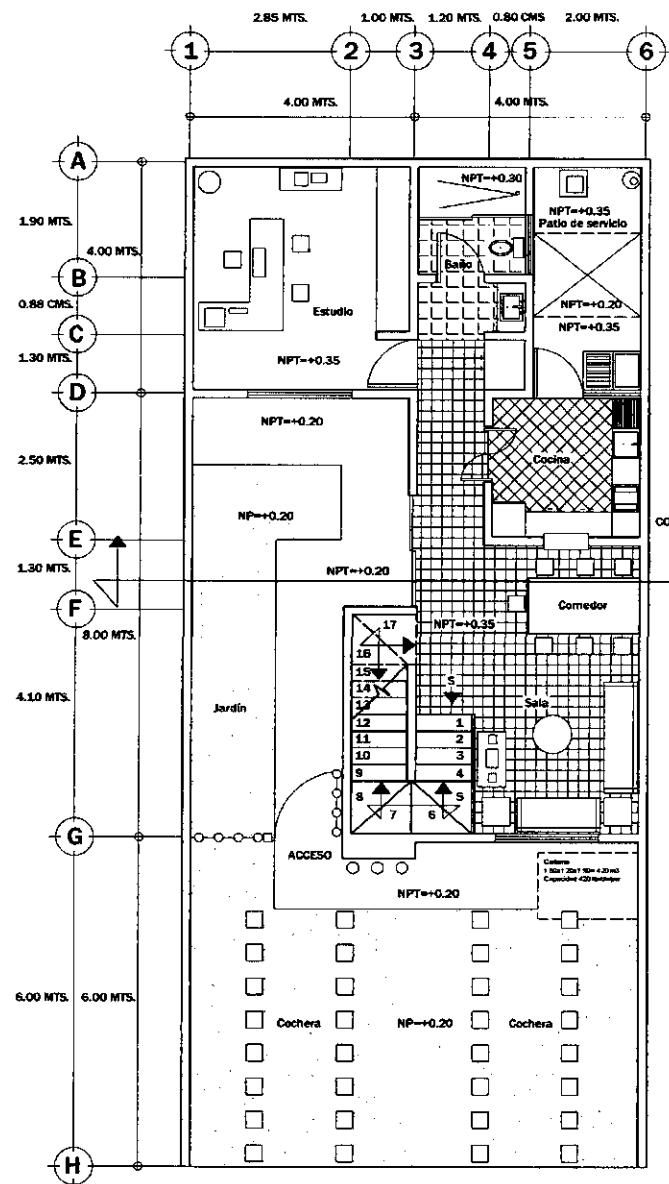 2.85 MTS. 1.00 MTS. 1.20 MTS. 0.80 CMS 2.00 MTS.
1 2 3 4 5 6
4.00 MTS. 4.00 MTS.
A
NPT=+0.30
1.90 MTS.
NPT=+0.35
Patio de servicio
4.00 MTS.
B
Baño
0.88 CMS.
NPT=+0.20
Estudio
NPT=+0.35
C
1.30 MTS.
NPT=+0.35
D
NPT=+0.20
2.50 MTS.
Cocina
NP=+0.20
CO
E
1.30 MTS.
NPT=+0.20
F
Comedor
8.00 MTS.
NPT=+0.35
17
16
15
14
13
12
11
10
9
8
7
S
1
2
3
4
5
6
Sala
4.10 MTS.
Jardín
G
ACCESO
Cisterna
NPT=+0.20
6.00 MTS. 6.00 MTS.
Cochera NP=+0.20 Cochera
H